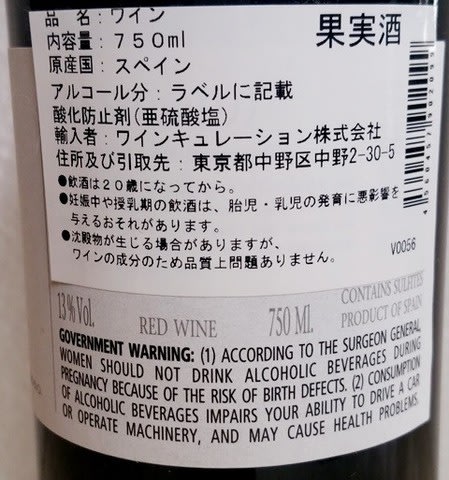 品 名：ワイン
果実酒
内容量：７５０ml
原産国：スペイン
アルコール分：ラベルに記載
酸化防止剤(亜硫酸塩)
輸入者：ワインキュレーション株式会社
住所及び引取先：東京都中野区中野2-30-5
●飲酒は２０歳になってから。
●妊娠中や授乳期の飲酒は、胎児・乳児の発育に悪影響を
与えるおそれがあります。
●沈殿物が生じる場合がありますが、
ワインの成分のため品質上問題ありません。
V0056
13%Vol.
RED WINE
750 Ml.
CONTAINS SULFITES
PRODUCT OF SPAIN
GOVERNMENT WARNING: (1) ACCORDING TO THE SURGEON GENERAL,
WOMEN SHOULD NOT DRINK ALCOHOLIC BEVERAGES DURING
PREGNANCY BECAUSE OF THE RISK OF BIRTH DEFECTS. (2) CONSUMPTION
OF ALCOHOLIC BEVERAGES IMPAIRS YOUR ABILITY TO DRIVE A CAR
OR OPERATE MACHINERY, AND MAY CAUSE HEALTH PROBLEMS.